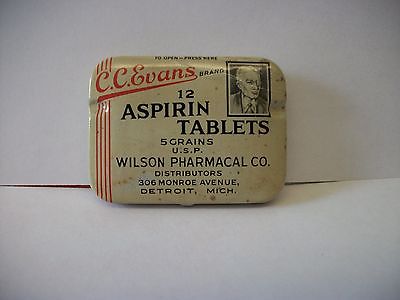 TO OPEN—PRESS HERE
C.C. Evans BRAND
12
ASPIRIN
TABLETS
5 GRAINS
U.S.P.
WILSON PHARMACAL CO.
DISTRIBUTORS
306 MONROE AVENUE,
DETROIT, MICH.